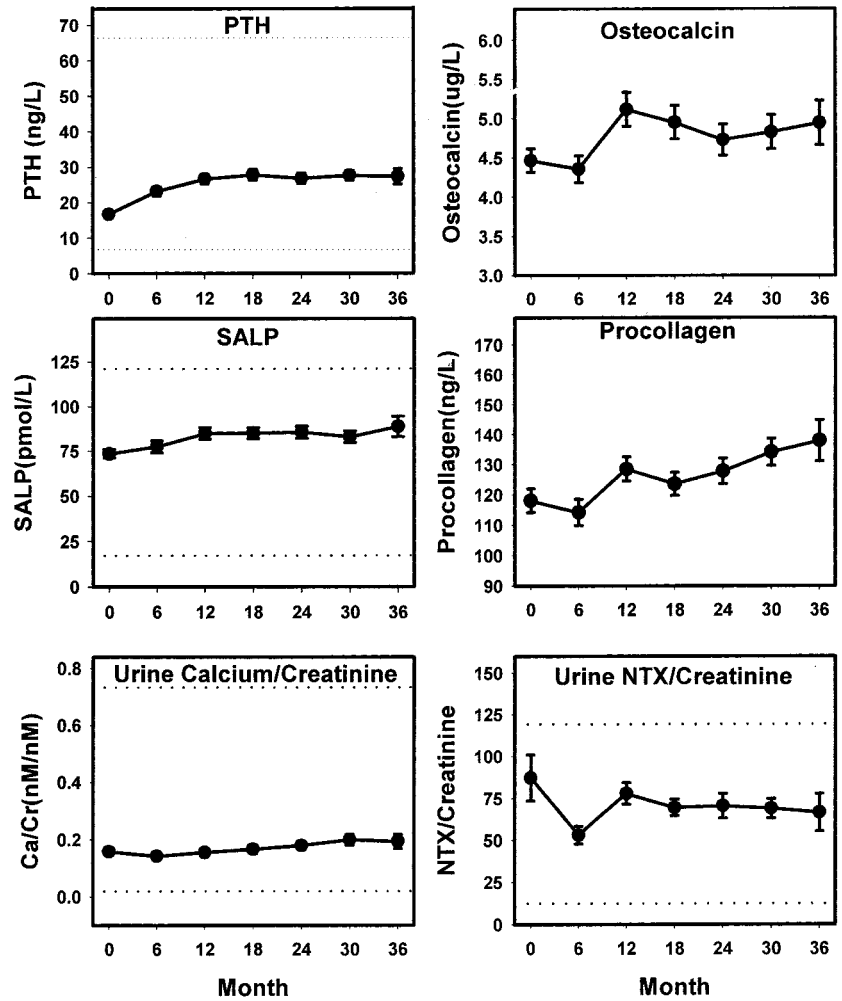 PTH
PTH (ng/L)
70
60
50
40
30
20
10
0
0 6 12 18 24 30 36
Osteocalcin
Osteocalcin(ug/L)
6.0
5.5
5.0
4.5
4.0
3.5
3.0
0 6 12 18 24 30 36
SALP
SALP(pmol/L)
125
100
75
50
25
0
0 6 12 18 24 30 36
Procollagen
Procollagen(ng/L)
170
160
150
140
130
120
110
100
90
0 6 12 18 24 30 36
Urine Calcium/Creatinine
Ca/Cr(nM/nM)
0.8
0.6
0.4
0.2
0.0
0 6 12 18 24 30 36
Month
Urine NTX/Creatinine
NTX/Creatinine
150
125
100
75
50
25
0
0 6 12 18 24 30 36
Month